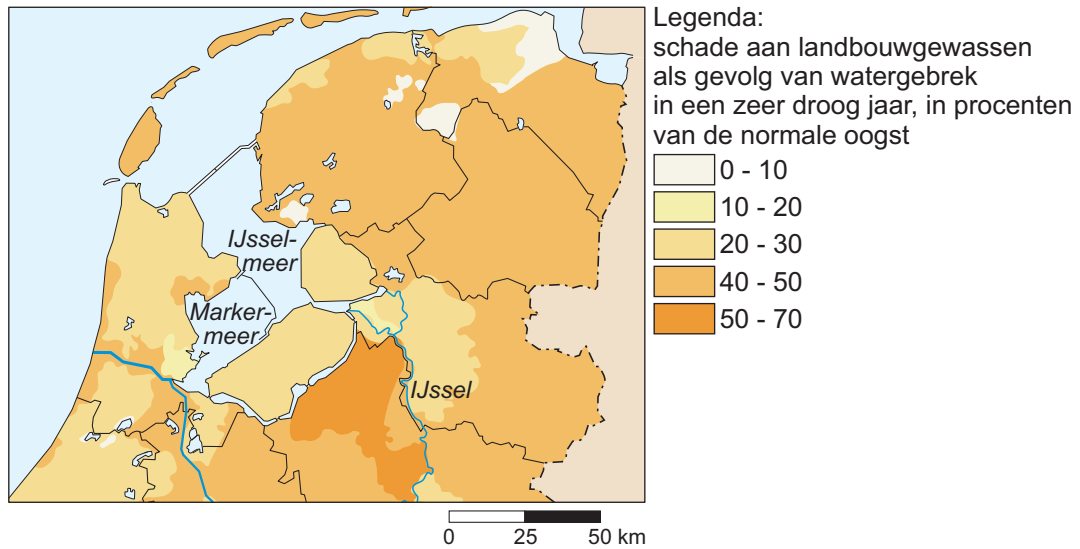 Legenda:
schade aan landbouwgewassen
als gevolg van watergebrek
in een zeer droog jaar, in procenten
van de normale oogst
0 - 10
10 - 20
20 - 30
40 - 50
50 - 70
IJssel-
meer
Marker-
meer
IJssel
0 25 50 km